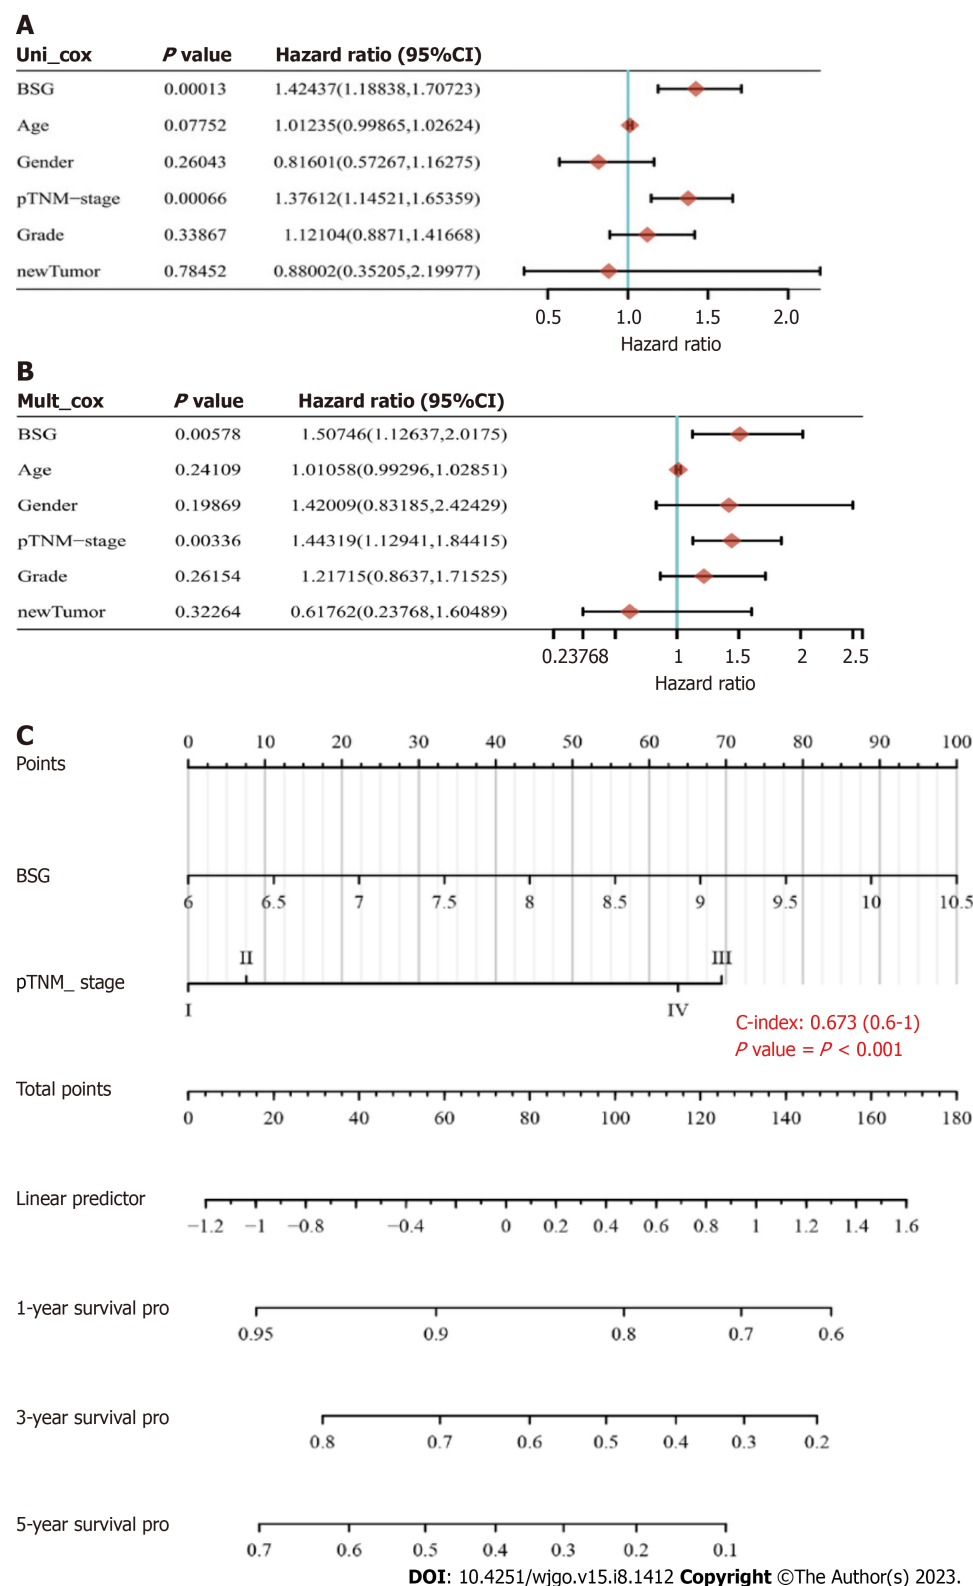 A
Uni_cox P value Hazard ratio (95%CI)
BSG 0.00013 1.42437(1.18838,1.70723)
Age 0.07752 1.01235(0.99865,1.02624)
Gender 0.26043 0.81601(0.57267,1.16275)
pTNM−stage 0.00066 1.37612(1.14521,1.65359)
Grade 0.33867 1.12104(0.8871,1.41668)
newTumor 0.78452 0.88002(0.35205,2.19977)
0.5 1.0 1.5 2.0
Hazard ratio
B
Mult_cox P value Hazard ratio (95%CI)
BSG 0.00578 1.50746(1.12637,2.0175)
Age 0.24109 1.01058(0.99296,1.02851)
Gender 0.19869 1.42009(0.83185,2.42429)
pTNM−stage 0.00336 1.44319(1.12941,1.84415)
Grade 0.26154 1.21715(0.8637,1.71525)
newTumor 0.32264 0.61762(0.23768,1.60489)
0.23768 1 1.5 2 2.5
Hazard ratio
C
0 10 20 30 40 50 60 70 80 90 100
Points
BSG
6 6.5 7 7.5 8 8.5 9 9.5 10 10.5
II III
pTNM_ stage
I IV
C-index: 0.673 (0.6-1)
P value = P < 0.001
Total points
0 20 40 60 80 100 120 140 160 180
Linear predictor
−1.2 −1 −0.8 −0.4 0 0.2 0.4 0.6 0.8 1 1.2 1.4 1.6
1-year survival pro
0.95 0.9 0.8 0.7 0.6
3-year survival pro
0.8 0.7 0.6 0.5 0.4 0.3 0.2
5-year survival pro
0.7 0.6 0.5 0.4 0.3 0.2 0.1
DOI: 10.4251/wjgo.v15.i8.1412 Copyright ©The Author(s) 2023.